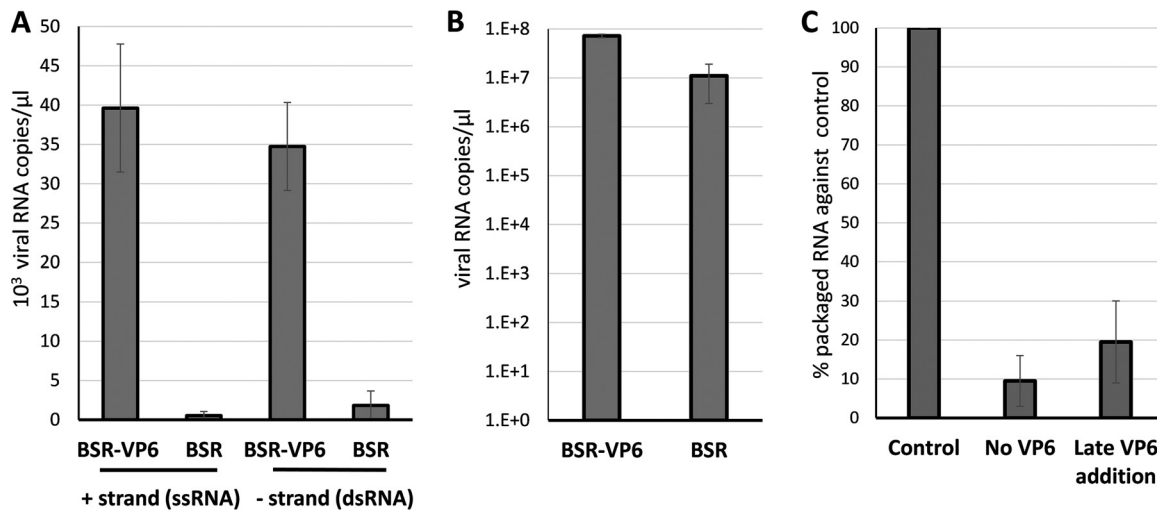 A
10³ viral RNA copies/µl
50
45
40
35
30
25
20
15
10
5
0
BSR-VP6 BSR BSR-VP6 BSR
+ strand (ssRNA) - strand (dsRNA)
B
viral RNA copies/µl
1.E+8
1.E+7
1.E+6
1.E+5
1.E+4
1.E+3
1.E+2
1.E+1
1.E+0
BSR-VP6 BSR
C
% packaged RNA against control
100
90
80
70
60
50
40
30
20
10
0
Control No VP6 Late VP6
addition